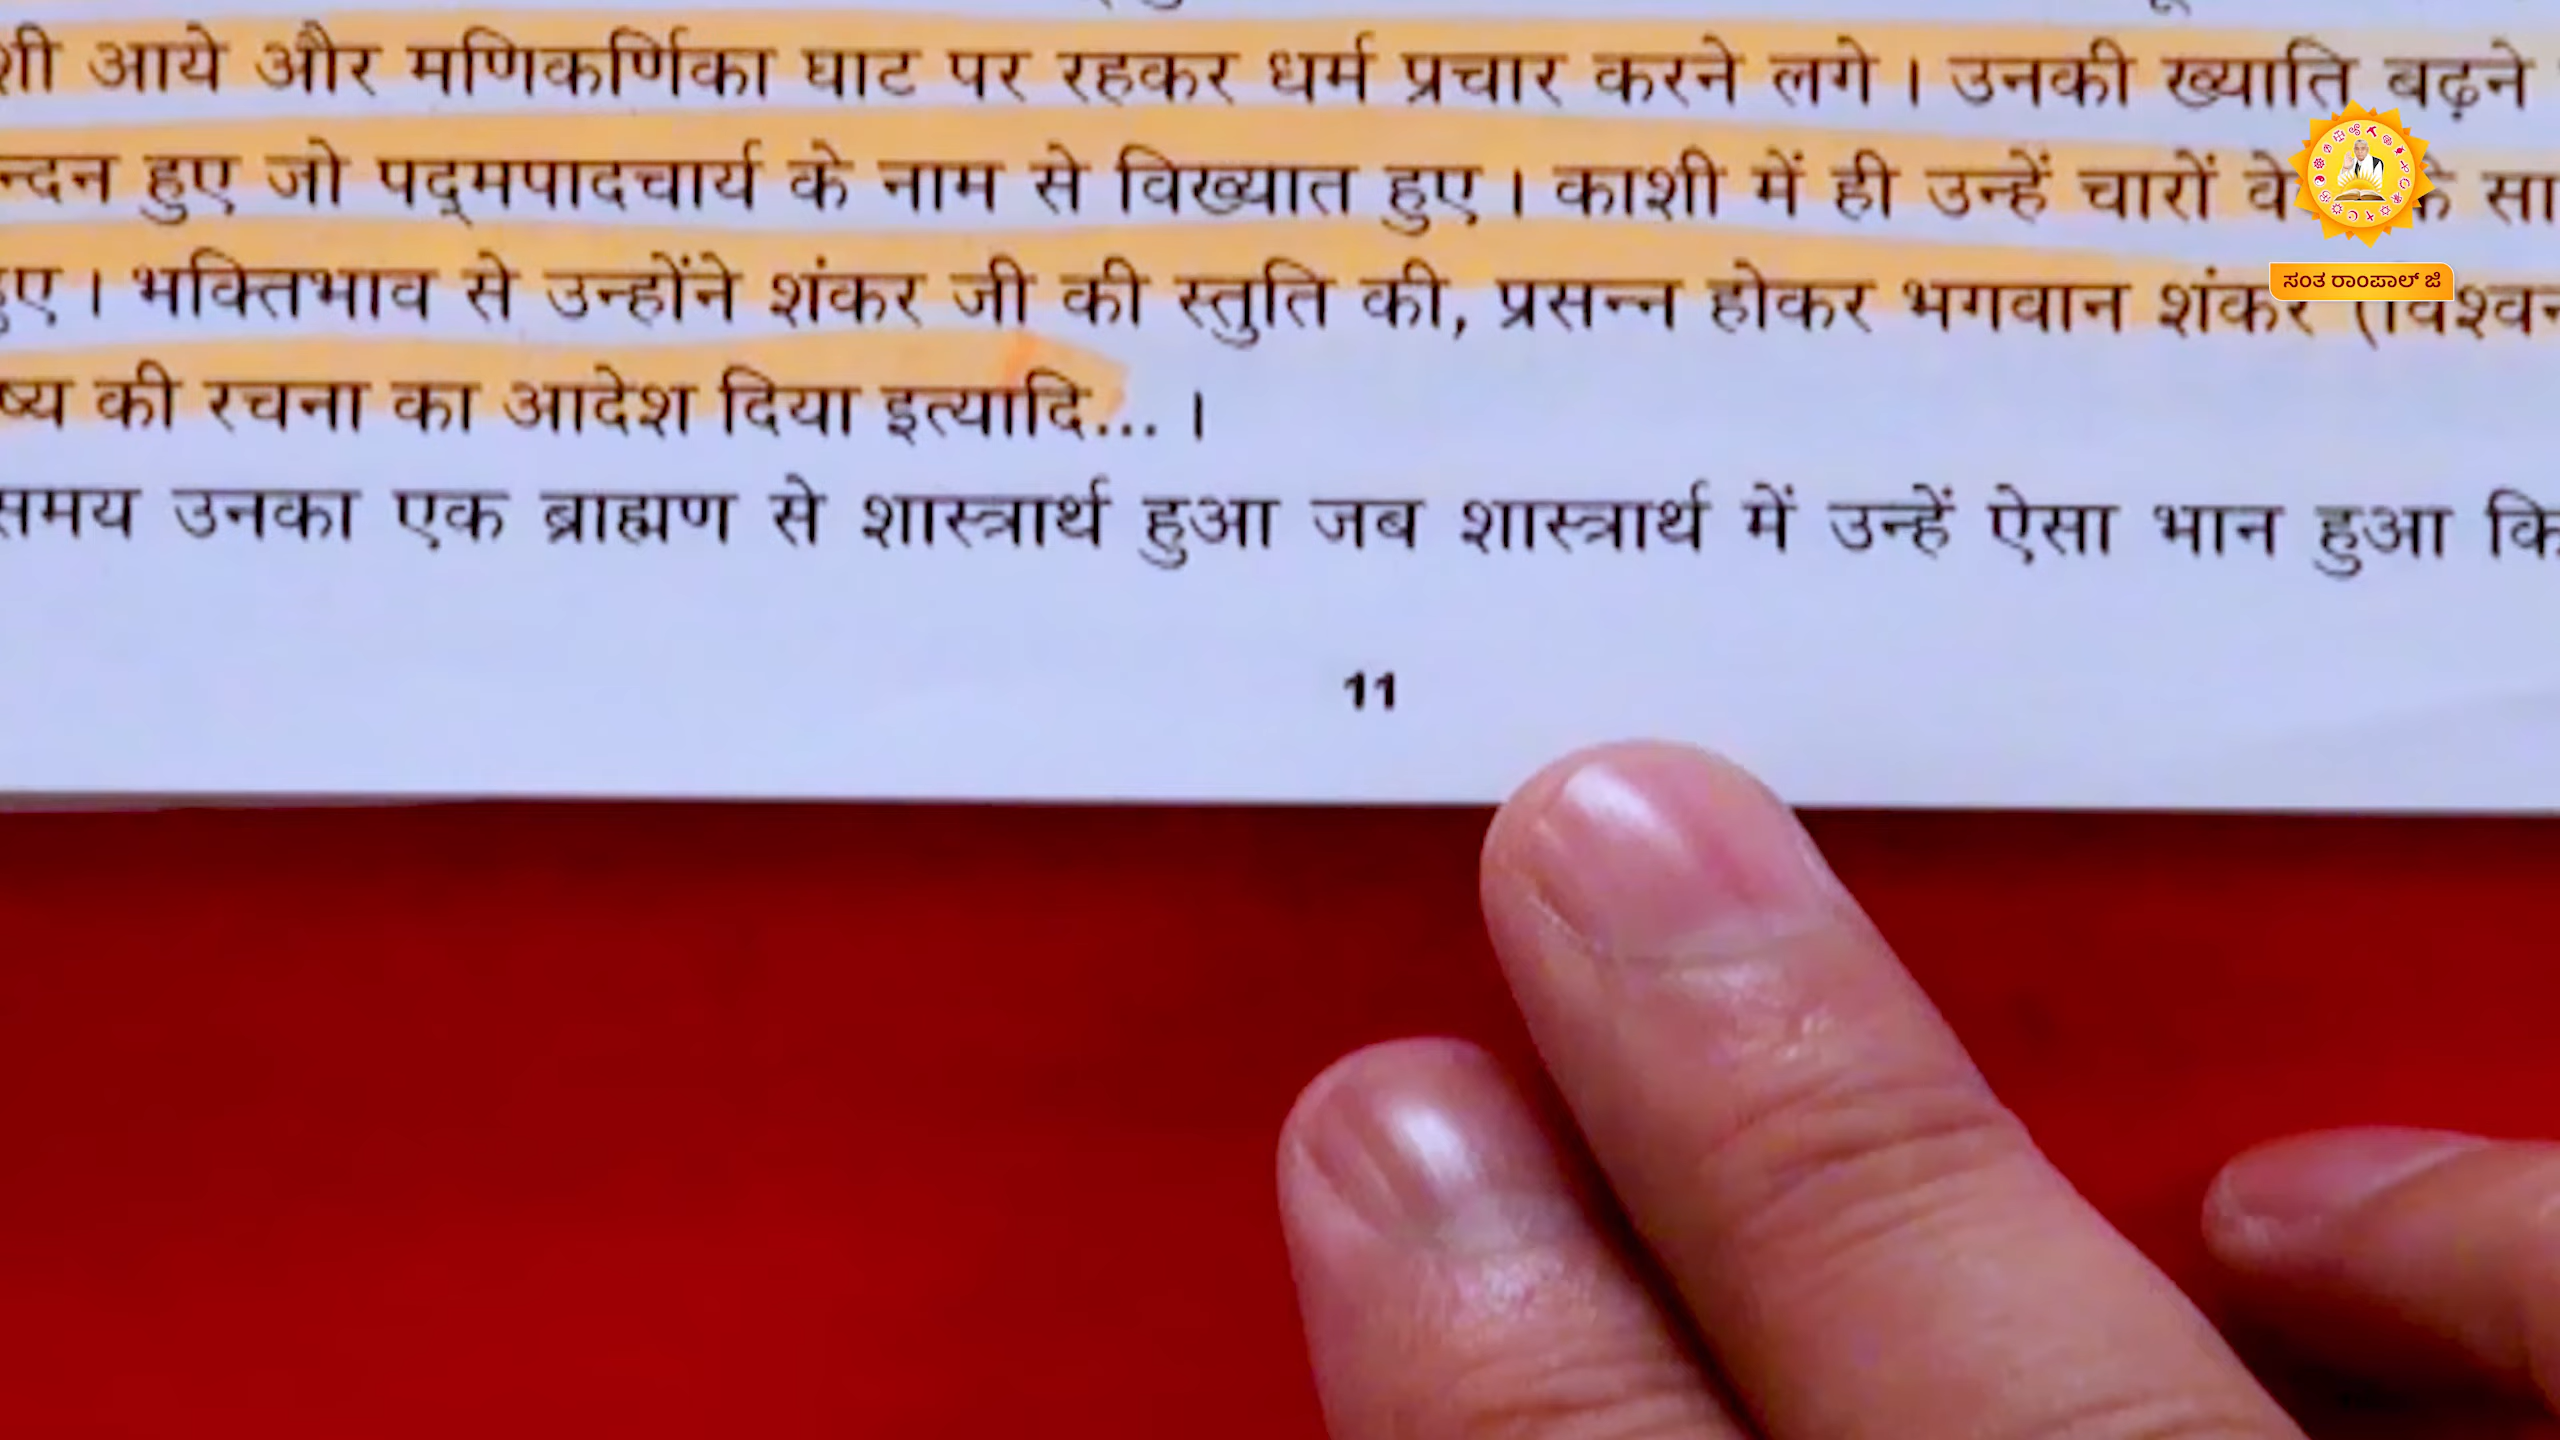 आये और मणिकर्णिका घाट पर रहकर धर्म प्रचार करने लगे । उनकी ख्याति बढ़ने
न्दन हुए जो पद्मपादचार्य के नाम से विख्यात हुए । काशी में ही उन्हें चारों
हुए । भक्तिभाव से उन्होंने शंकर जी की स्तुति की, प्रसन्न होकर भगवान शंकर
ष्य की रचना का आदेश दिया इत्यादि... ।
समय उनका एक ब्राह्मण से शास्त्रार्थ हुआ जब शास्त्रार्थ में उन्हें ऐसा भान हुआ कि
11
ಸಂತ ರಾಂಪಾಲ್ ಜಿ